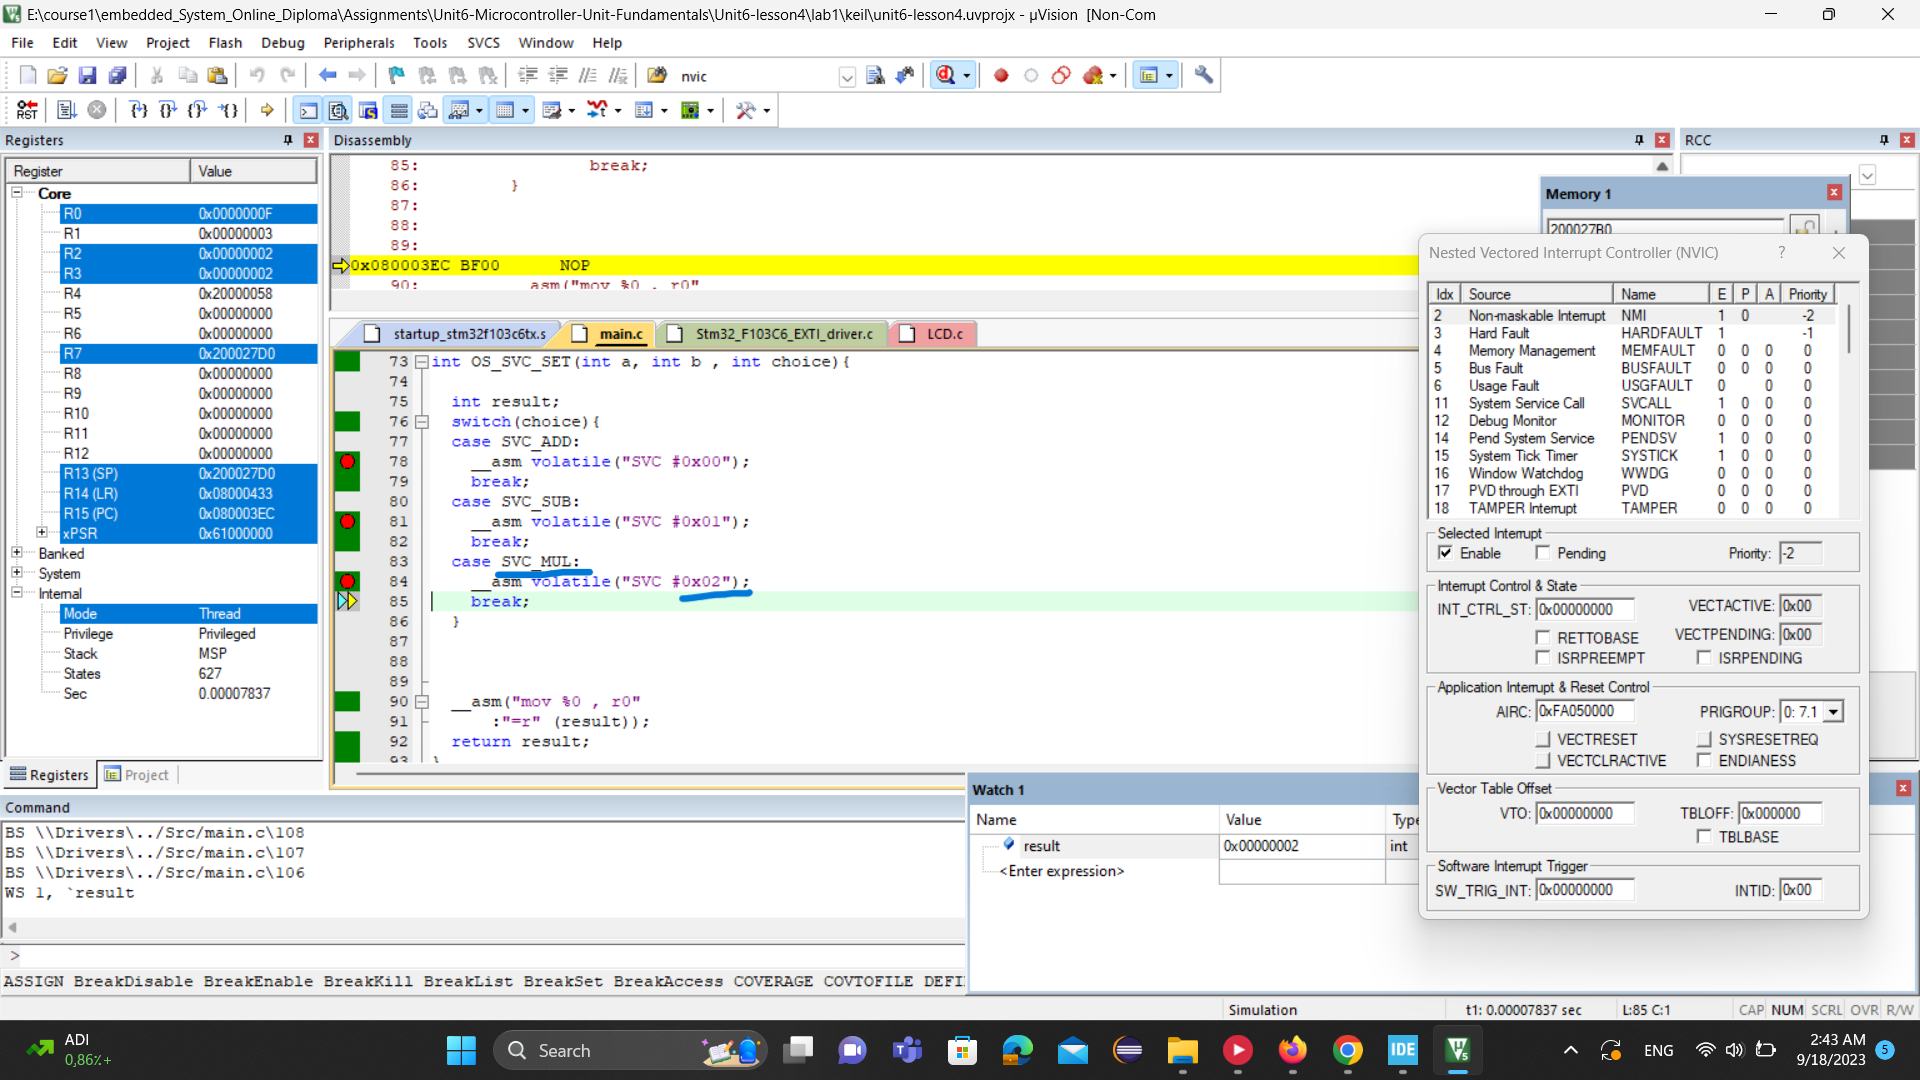 E:\course1\embedded_System_Online_Diploma\Assignments\Unit6-Microcontroller-Unit-Fundamentals\Unit6-lesson4\lab1\keil\unit6-lesson4.uvprojx - µVision [Non-Com
File Edit View Project Flash Debug Peripherals Tools SVCS Window Help
nvic
RST
Registers
Register Value
Core
R0 0x0000000F
R1 0x00000003
R2 0x00000002
R3 0x00000002
R4 0x20000058
R5 0x00000000
R6 0x00000000
R7 0x200027D0
R8 0x00000000
R9 0x00000000
R10 0x00000000
R11 0x00000000
R12 0x00000000
R13 (SP) 0x200027D0
R14 (LR) 0x08000433
R15 (PC) 0x080003EC
xPSR 0x61000000
Banked
System
Internal
Mode Thread
Privilege Privileged
Stack MSP
States 627
Sec 0.00007837
Registers Project
Disassembly
85: break;
86: }
87:
88:
89:
0x080003EC BF00 NOP
90: asm("mov %0 , r0"
startup_stm32f103c6tx.s main.c Stm32_F103C6_EXTI_driver.c LCD.c
73 int OS_SVC_SET(int a, int b , int choice){
74
75 int result;
76 switch(choice){
77 case SVC_ADD:
78 __asm volatile("SVC #0x00");
79 break;
80 case SVC_SUB:
81 __asm volatile("SVC #0x01");
82 break;
83 case SVC_MUL:
84 __asm volatile("SVC #0x02");
85 break;
86 }
87
88
89
90 __asm("mov %0 , r0"
91 :"=r" (result));
92 return result;
93 }
RCC
Memory 1
200027B0
Nested Vectored Interrupt Controller (NVIC) ?
Idx Source Name E P A Priority
2 Non-maskable Interrupt NMI 1 0 -2
3 Hard Fault HARDFAULT 1 -1
4 Memory Management MEMFAULT 0 0 0 0
5 Bus Fault BUSFAULT 0 0 0 0
6 Usage Fault USGFAULT 0 0 0
11 System Service Call SVCALL 1 0 0 0
12 Debug Monitor MONITOR 0 0 0 0
14 Pend System Service PENDSV 1 0 0 0
15 System Tick Timer SYSTICK 1 0 0 0
16 Window Watchdog WWDG 0 0 0 0
17 PVD through EXTI PVD 0 0 0 0
18 TAMPER Interrupt TAMPER 0 0 0 0
Selected Interrupt
Enable Pending Priority: -2
Interrupt Control & State
INT_CTRL_ST: 0x00000000 VECTACTIVE: 0x00
RETTOBASE VECTPENDING: 0x00
ISRPREEMPT ISRPENDING
Application Interrupt & Reset Control
AIRC: 0xFA050000 PRIGROUP: 0: 7.1
VECTRESET SYSRESETREQ
VECTCLRACTIVE ENDIANESS
Vector Table Offset
VTO: 0x00000000 TBLOFF: 0x000000
TBLBASE
Software Interrupt Trigger
SW_TRIG_INT: 0x00000000 INTID: 0x00
Command
BS \\Drivers\../Src/main.c\108
BS \\Drivers\../Src/main.c\107
BS \\Drivers\../Src/main.c\106
WS 1, `result
>
ASSIGN BreakDisable BreakEnable BreakKill BreakList BreakSet BreakAccess COVERAGE COVTOFILE DEFI
Watch 1
Name Value Type
result 0x00000002 int
<Enter expression>
Simulation t1: 0.00007837 sec L:85 C:1 CAP NUM SCRL OVR R/W
ADI
0,86%+
Search
IDE
ENG
2:43 AM
9/18/2023
5